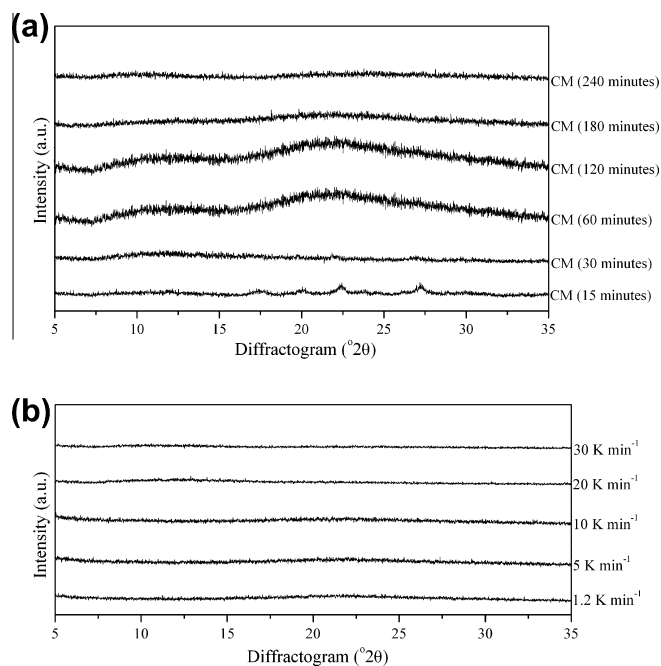 (a)
Intensity (a.u.)
CM (240 minutes)
CM (180 minutes)
CM (120 minutes)
CM (60 minutes)
CM (30 minutes)
CM (15 minutes)
5 10 15 20 25 30 35
Diffractogram (°2θ)
(b)
Intensity (a.u.)
30 K min⁻¹
20 K min⁻¹
10 K min⁻¹
5 K min⁻¹
1.2 K min⁻¹
5 10 15 20 25 30 35
Diffractogram (°2θ)